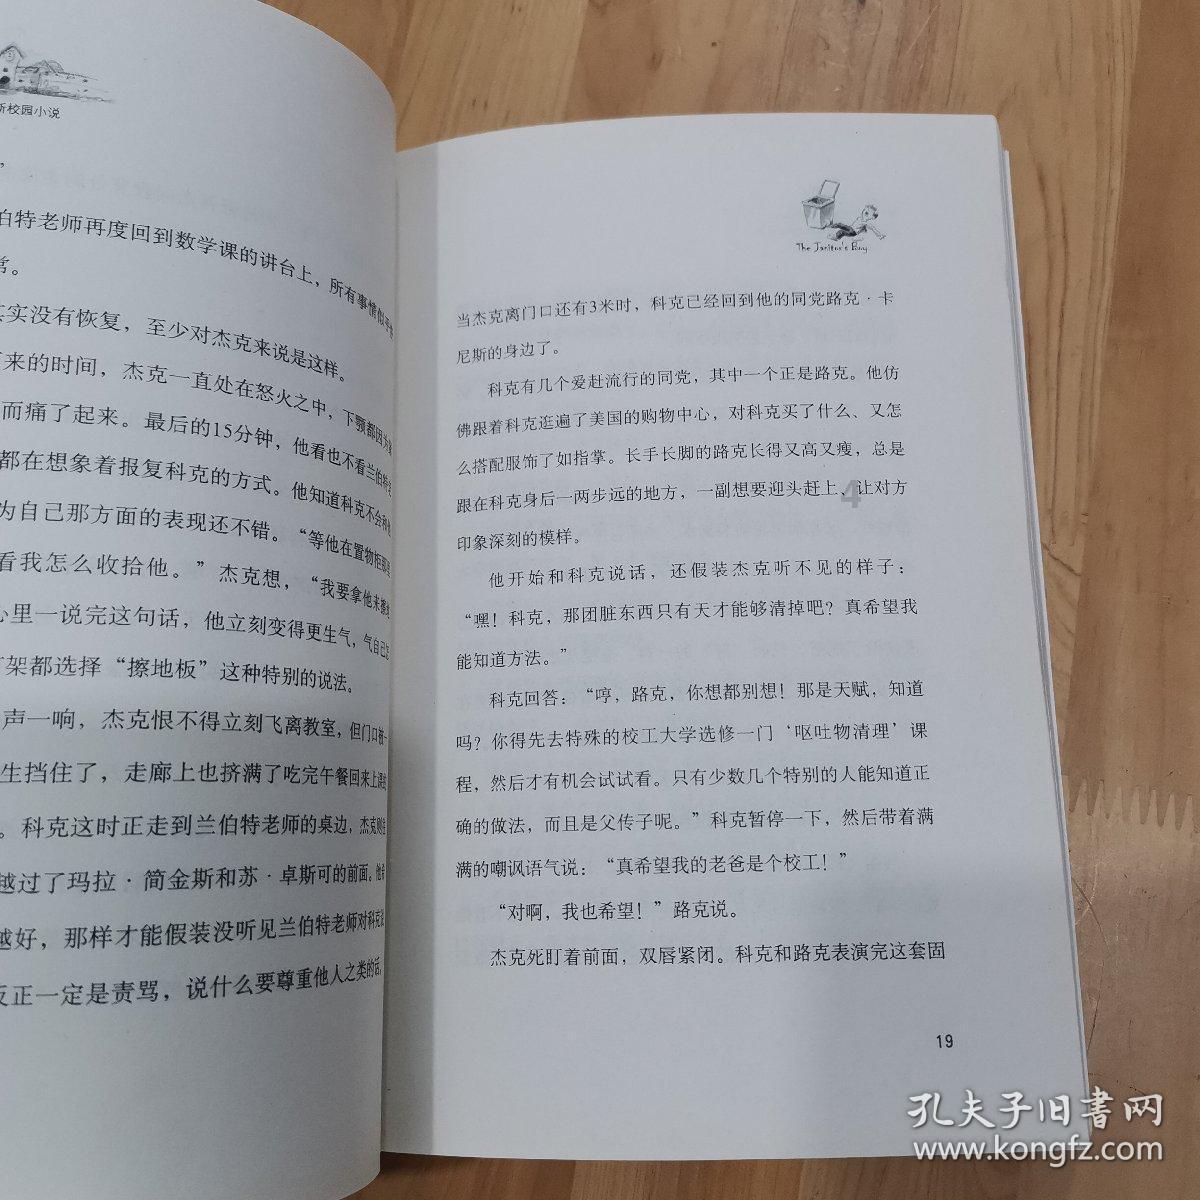 斯校园小说
”
伯特老师再度回到数学课的讲台上，所有事情似乎
常。
其实没有恢复，至少对杰克来说是这样。
来的时间，杰克一直处在怒火之中，下颚都因为
而痛了起来。最后的15分钟，他看也不看兰伯特老
都在想象着报复科克的方式。他知道科克不会和他
为自己那方面的表现还不错。“等他在置物柜那
看我怎么收拾他。”杰克想，“我要拿他来擦地
心里一说完这句话，他立刻变得更生气，气自己怎
架都选择“擦地板”这种特别的说法。
声一响，杰克恨不得立刻飞离教室，但门口被一
生挡住了，走廊上也挤满了吃完午餐回来上课的
。科克这时正走到兰伯特老师的桌边，杰克则
越过了玛拉·简金斯和苏·卓斯可的前面。他
越好，那样才能假装没听见兰伯特老师对科克说
反正一定是责骂，说什么要尊重他人之类的话，
The Janitor's Boy
当杰克离门口还有3米时，科克已经回到他的同党路克·卡
尼斯的身边了。
科克有几个爱赶流行的同党，其中一个正是路克。他仿
佛跟着科克逛遍了美国的购物中心，对科克买了什么、又怎
么搭配服饰了如指掌。长手长脚的路克长得又高又瘦，总是
跟在科克身后一两步远的地方，一副想要迎头赶上、让对方
印象深刻的模样。
他开始和科克说话，还假装杰克听不见的样子：
“嘿！科克，那团脏东西只有天才能够清掉吧？真希望我
能知道方法。”
科克回答：“哼，路克，你想都别想！那是天赋，知道
吗？你得先去特殊的校工大学选修一门‘呕吐物清理’课
程，然后才有机会试试看。只有少数几个特别的人能知道正
确的做法，而且是父传子呢。”科克暂停一下，然后带着满
满的嘲讽语气说：“真希望我的老爸是个校工！”
“对啊，我也希望！”路克说。
杰克死盯着前面，双唇紧闭。科克和路克表演完这套固
4
19
孔夫子旧书网
www.kongfz.com